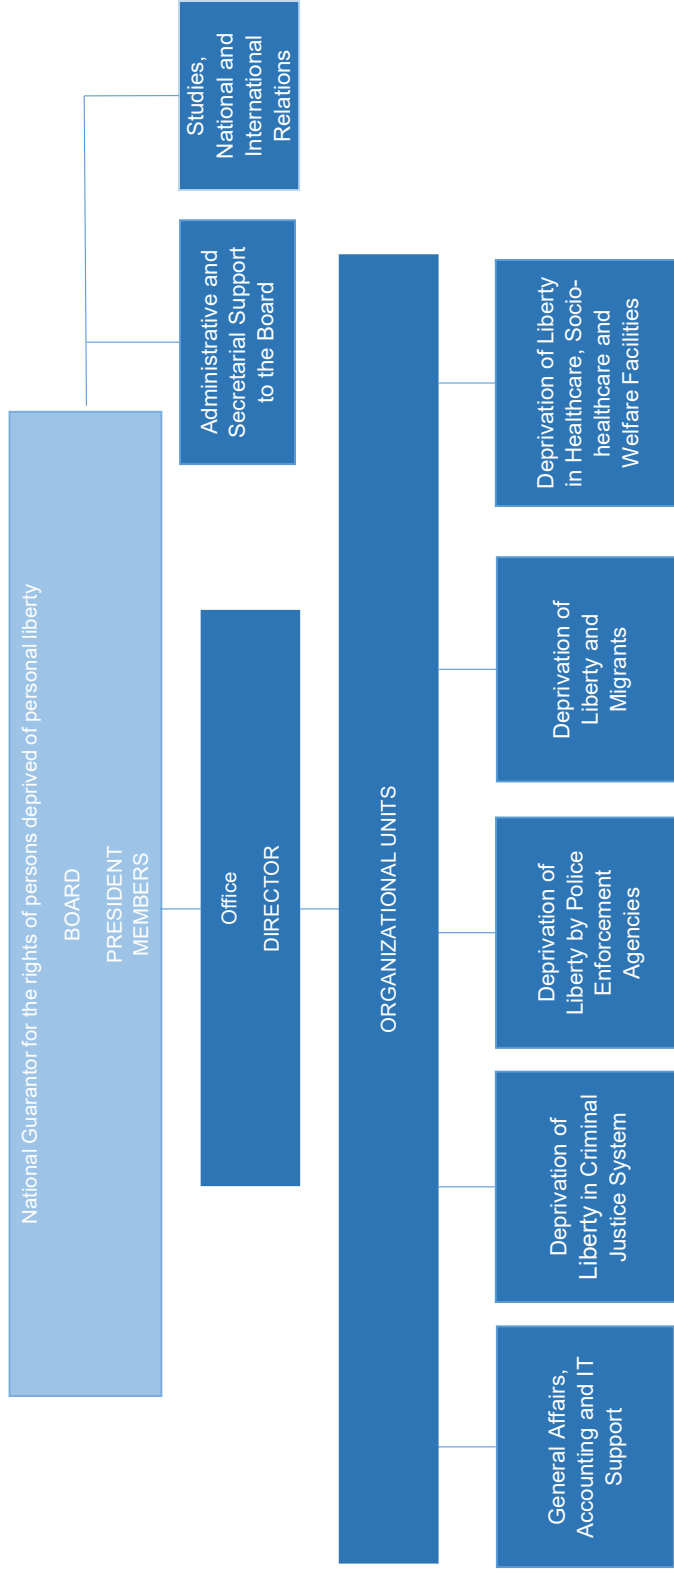 National Guarantor for the rights of persons deprived of personal liberty
BOARD
PRESIDENT
MEMBERS
Studies,
National and
International
Relations
Administrative and
Secretarial Support
to the Board
Office
DIRECTOR
ORGANIZATIONAL UNITS
General Affairs,
Accounting and IT
Support
Deprivation of
Liberty in Criminal
Justice System
Deprivation of
Liberty by Police
Enforcement
Agencies
Deprivation of
Liberty and
Migrants
Deprivation of Liberty
in Healthcare, Socio-
healthcare and
Welfare Facilities